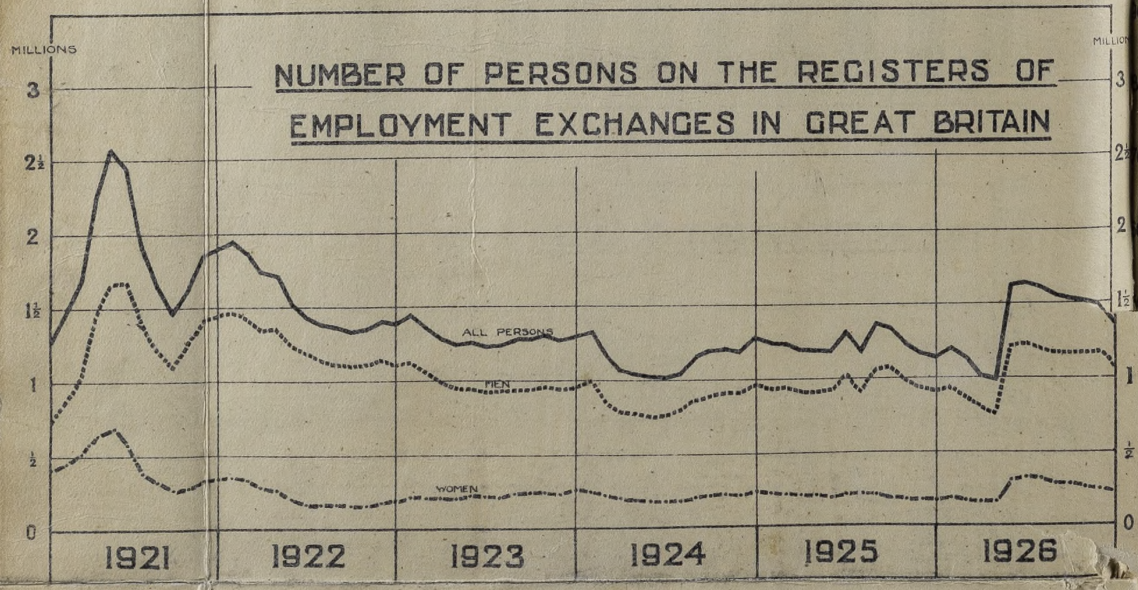 MILLIONS
MILLION
NUMBER OF PERSONS ON THE REGISTERS OF
EMPLOYMENT EXCHANGES IN GREAT BRITAIN
3
3
2½
2½
2
2
1½
1½
ALL PERSONS
MEN
1
1
½
½
WOMEN
0
0
1921 1922 1923 1924 1925 1926